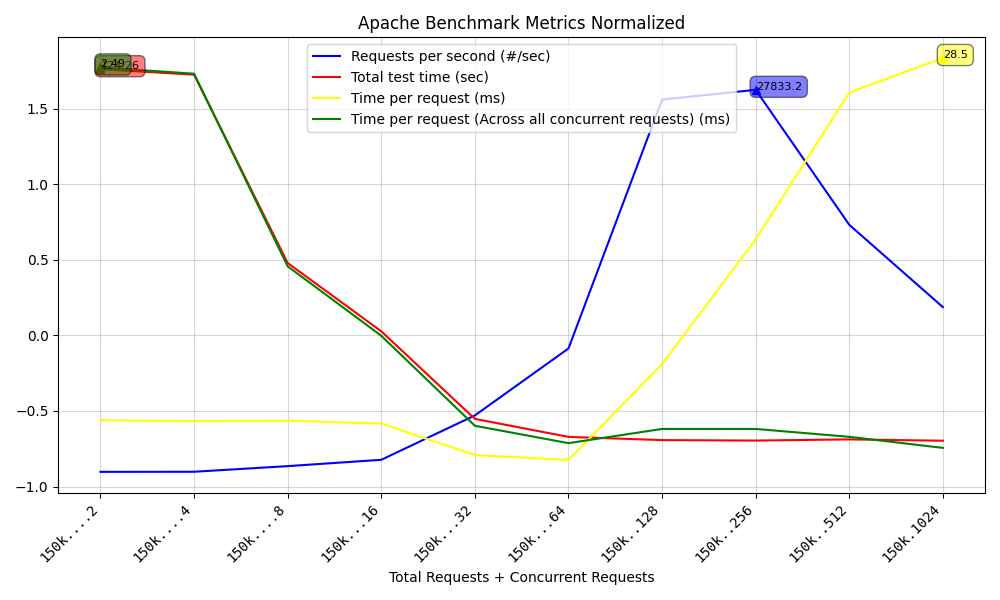 Apache Benchmark Metrics Normalized
2.49
26
27833.2
28.5
Requests per second (#/sec)
Total test time (sec)
Time per request (ms)
Time per request (Across all concurrent requests) (ms)
1.5
1.0
0.5
0.0
−0.5
−1.0
150k....2
150k....4
150k....8
150k...16
150k...32
150k...64
150k..128
150k..256
150k..512
150k.1024
Total Requests + Concurrent Requests